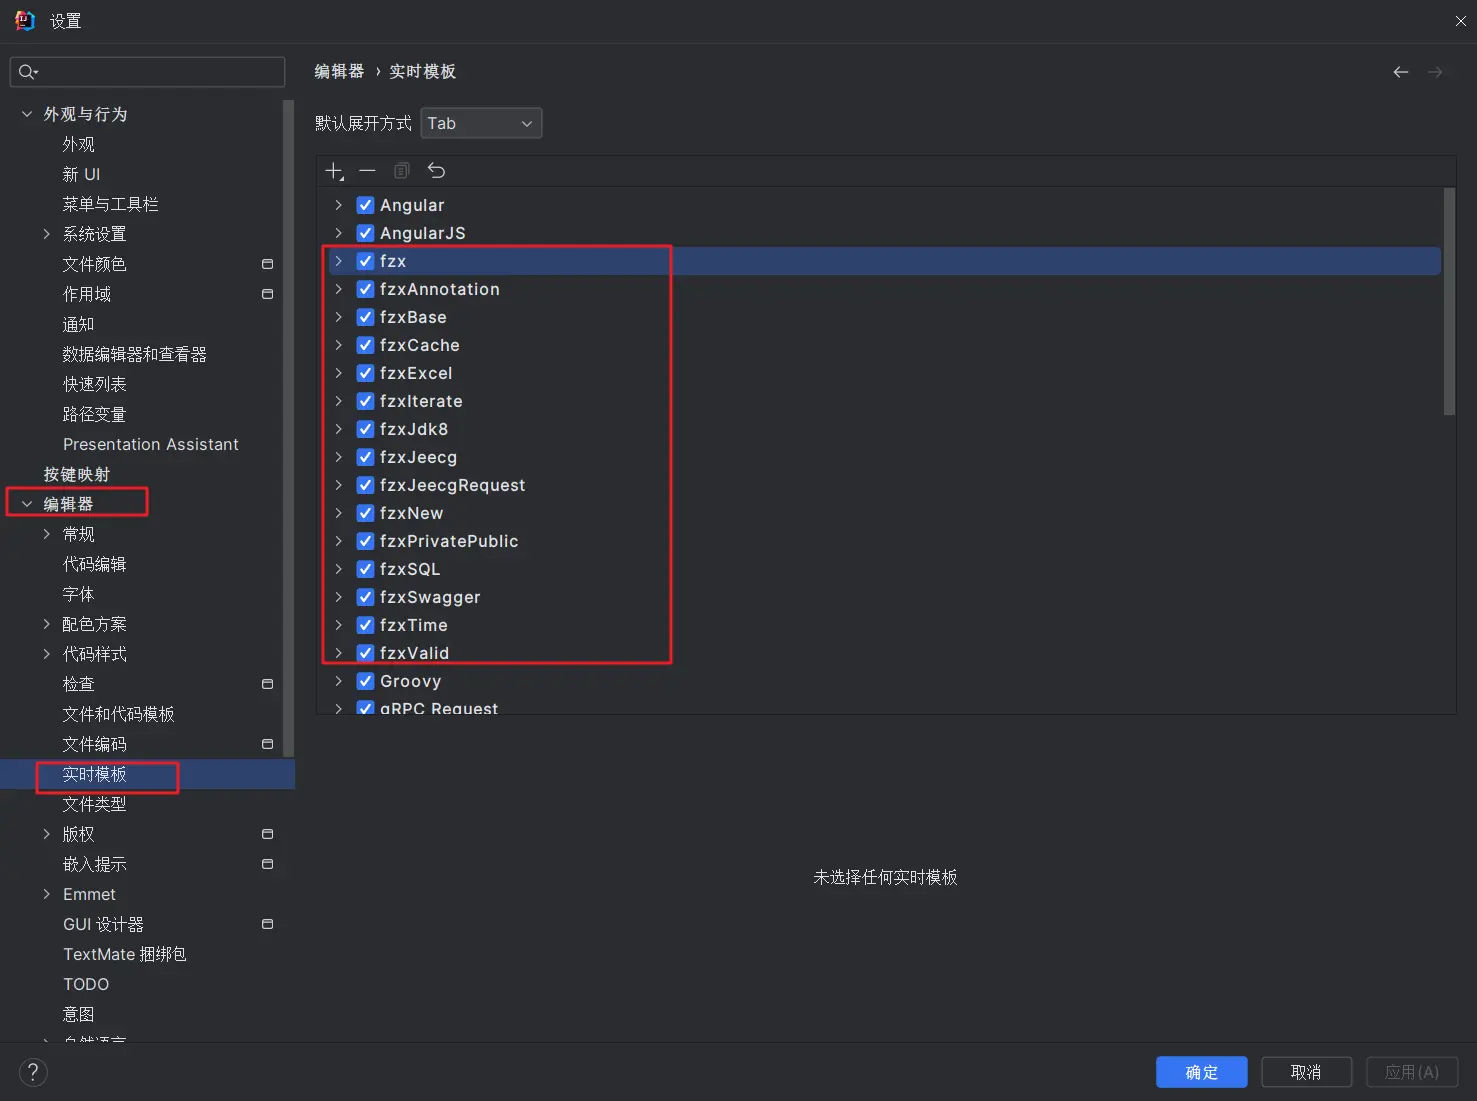 设置
外观与行为
外观
新 UI
菜单与工具栏
系统设置
文件颜色
作用域
通知
数据编辑器和查看器
快速列表
路径变量
Presentation Assistant
按键映射
编辑器
常规
代码编辑
字体
配色方案
代码样式
检查
文件和代码模板
文件编码
实时模板
文件类型
版权
嵌入提示
Emmet
GUI 设计器
TextMate 捆绑包
TODO
意图
自然语言
编辑器 › 实时模板
默认展开方式 Tab
Angular
AngularJS
fzx
fzxAnnotation
fzxBase
fzxCache
fzxExcel
fzxIterate
fzxJdk8
fzxJeecg
fzxJeecgRequest
fzxNew
fzxPrivatePublic
fzxSQL
fzxSwagger
fzxTime
fzxValid
Groovy
gRPC Request
未选择任何实时模板
?
确定 取消 应用(A)